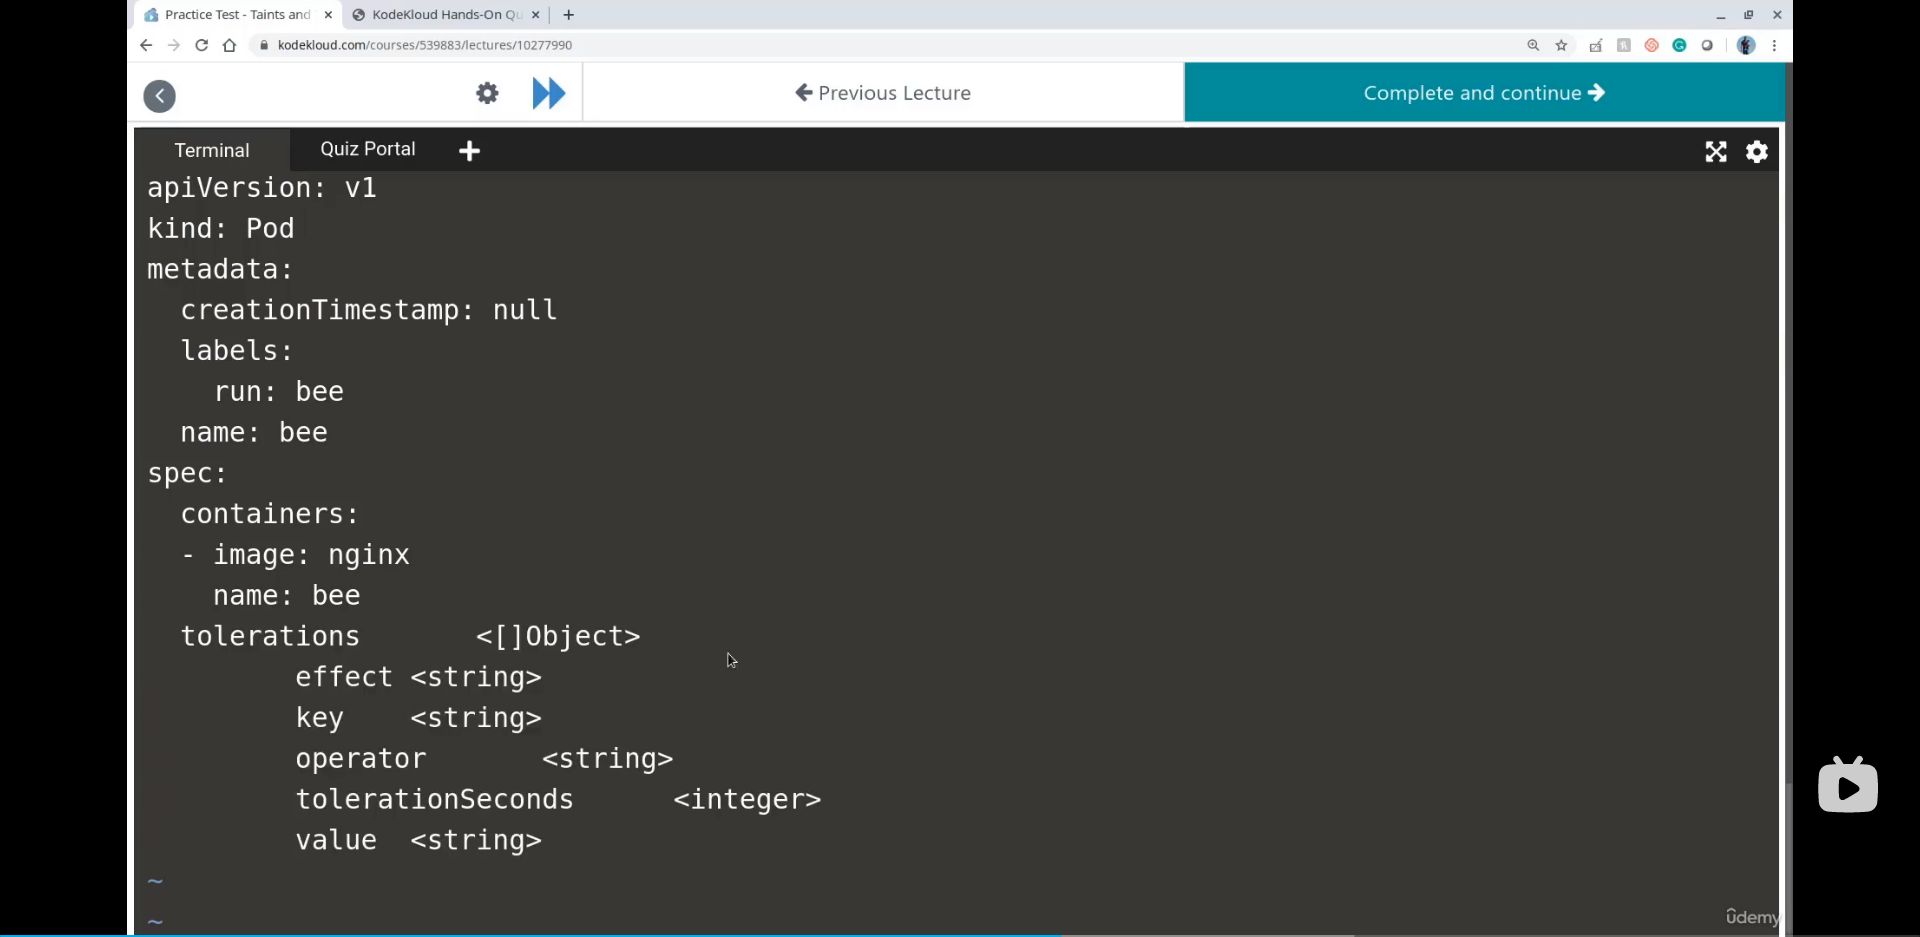 Practice Test - Taints and
KodeKloud Hands-On Qu
kodekloud.com/courses/539883/lectures/10277990
Previous Lecture
Complete and continue
Terminal
Quiz Portal
apiVersion: v1
kind: Pod
metadata:
  creationTimestamp: null
  labels:
    run: bee
  name: bee
spec:
  containers:
  - image: nginx
    name: bee
  tolerations       <[]Object>
         effect <string>
         key    <string>
         operator       <string>
         tolerationSeconds      <integer>
         value  <string>
~
~
ûdemy